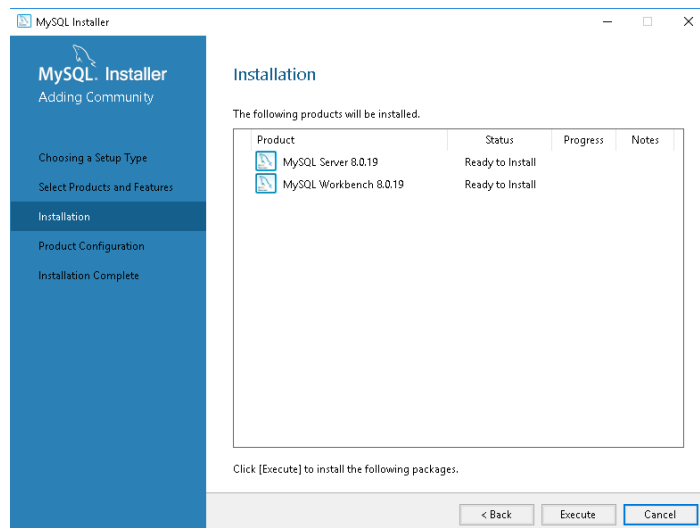 MySQL Installer
MySQL. Installer
Adding Community
Choosing a Setup Type
Select Products and Features
Installation
Product Configuration
Installation Complete
Installation
The following products will be installed.
Product Status Progress Notes
MySQL Server 8.0.19 Ready to Install
MySQL Workbench 8.0.19 Ready to Install
Click [Execute] to install the following packages.
< Back Execute Cancel